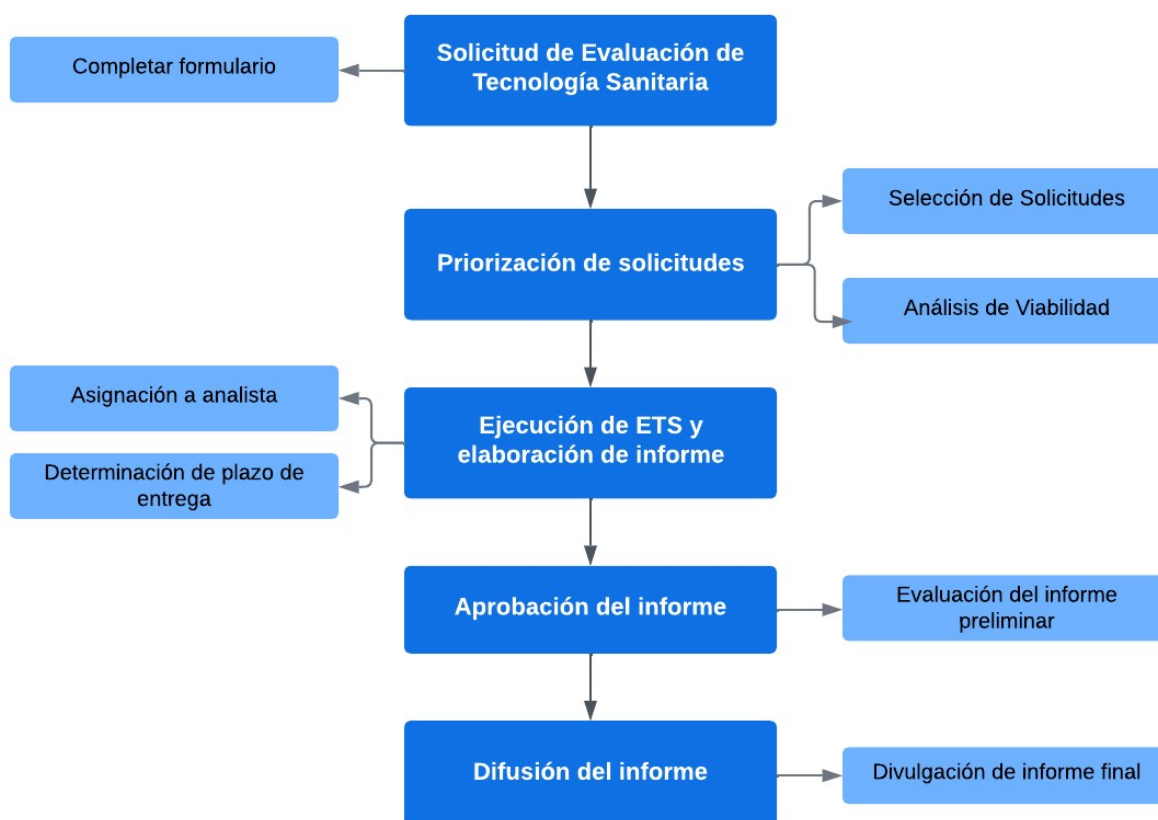 Solicitud de Evaluación de
Tecnología Sanitaria
Completar formulario
Priorización de solicitudes
Selección de Solicitudes
Análisis de Viabilidad
Ejecución de ETS y
elaboración de informe
Asignación a analista
Determinación de plazo de
entrega
Aprobación del informe
Evaluación del informe
preliminar
Difusión del informe
Divulgación de informe final